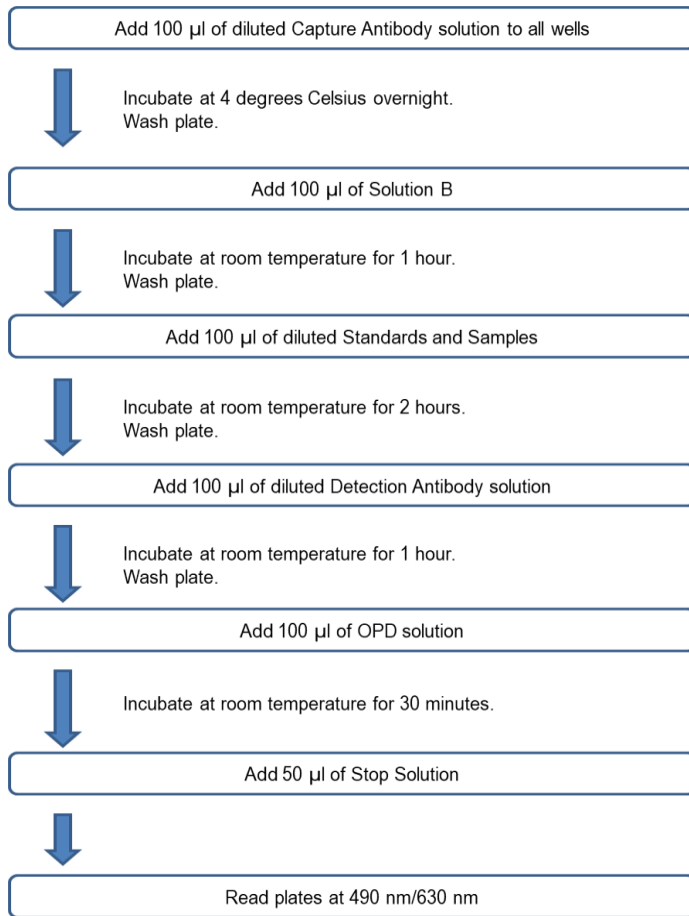 Add 100 µl of diluted Capture Antibody solution to all wells
Incubate at 4 degrees Celsius overnight.
Wash plate.
Add 100 µl of Solution B
Incubate at room temperature for 1 hour.
Wash plate.
Add 100 µl of diluted Standards and Samples
Incubate at room temperature for 2 hours.
Wash plate.
Add 100 µl of diluted Detection Antibody solution
Incubate at room temperature for 1 hour.
Wash plate.
Add 100 µl of OPD solution
Incubate at room temperature for 30 minutes.
Add 50 µl of Stop Solution
Read plates at 490 nm/630 nm